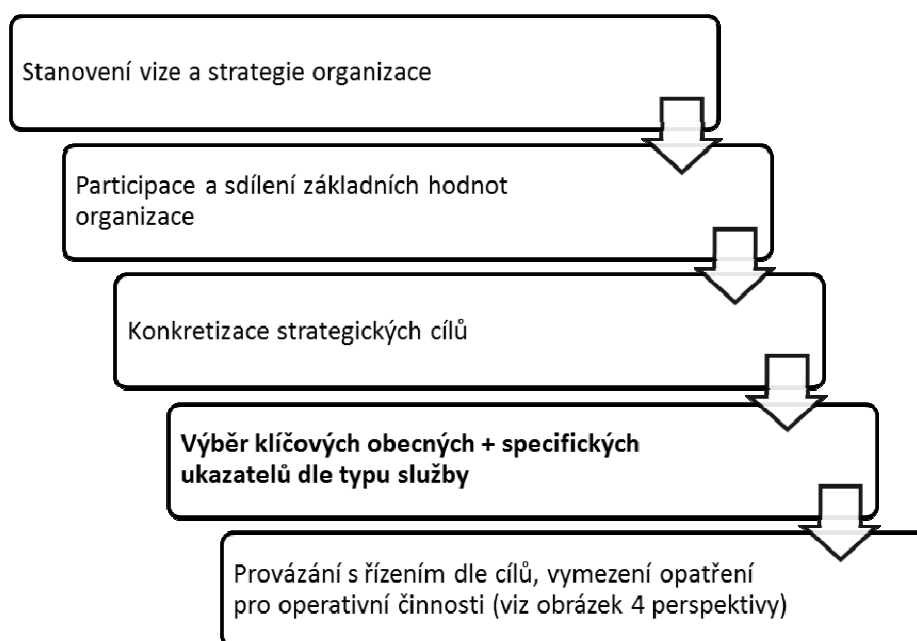 Stanovení vize a strategie organizace
Participace a sdílení základních hodnot
organizace
Konkretizace strategických cílů
Výběr klíčových obecných + specifických
ukazatelů dle typu služby
Provázání s řízením dle cílů, vymezení opatření
pro operativní činnosti (viz obrázek 4 perspektivy)